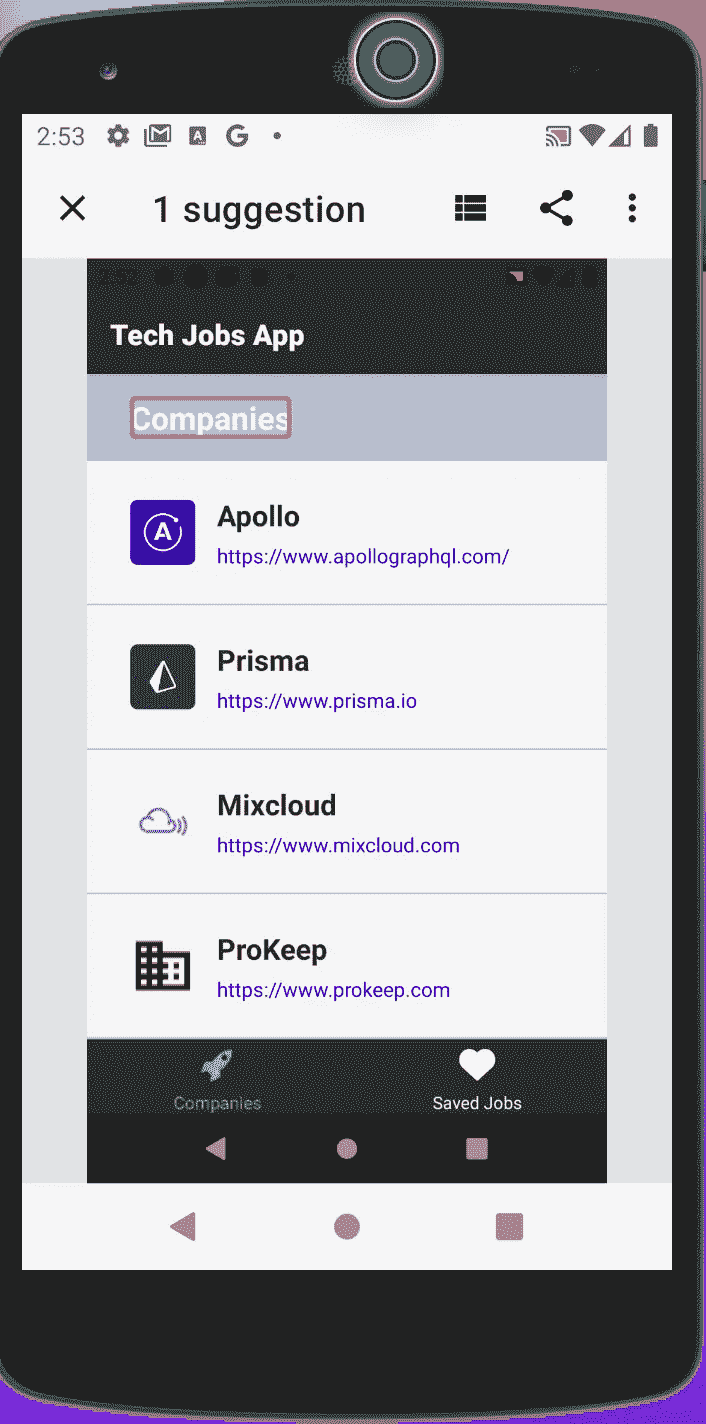 2:53
1 suggestion
Tech Jobs App
Companies
Apollo
https://www.apollographql.com/
Prisma
https://www.prisma.io
Mixcloud
https://www.mixcloud.com
ProKeep
https://www.prokeep.com
Companies
Saved Jobs